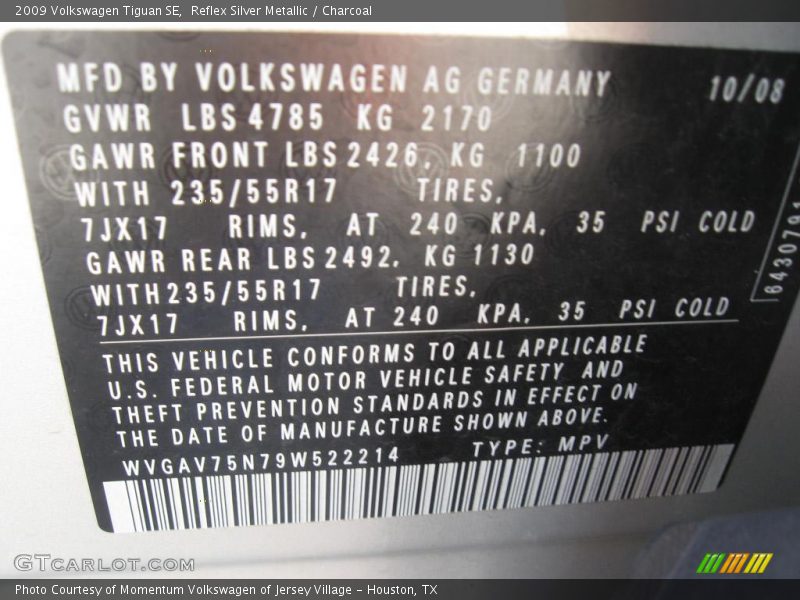 2009 Volkswagen Tiguan SE, Reflex Silver Metallic / Charcoal
MFD BY VOLKSWAGEN AG GERMANY 10/08
GVWR LBS 4785 KG 2170
GAWR FRONT LBS 2426, KG 1100
WITH 235/55R17 TIRES,
7JX17 RIMS, AT 240 KPA, 35 PSI COLD
GAWR REAR LBS 2492, KG 1130
WITH 235/55R17 TIRES,
7JX17 RIMS, AT 240 KPA, 35 PSI COLD
THIS VEHICLE CONFORMS TO ALL APPLICABLE
U.S. FEDERAL MOTOR VEHICLE SAFETY AND
THEFT PREVENTION STANDARDS IN EFFECT ON
THE DATE OF MANUFACTURE SHOWN ABOVE.
WVGAV75N79W522214 TYPE: MPV
GTCARLOT.COM
Photo Courtesy of Momentum Volkswagen of Jersey Village – Houston, TX